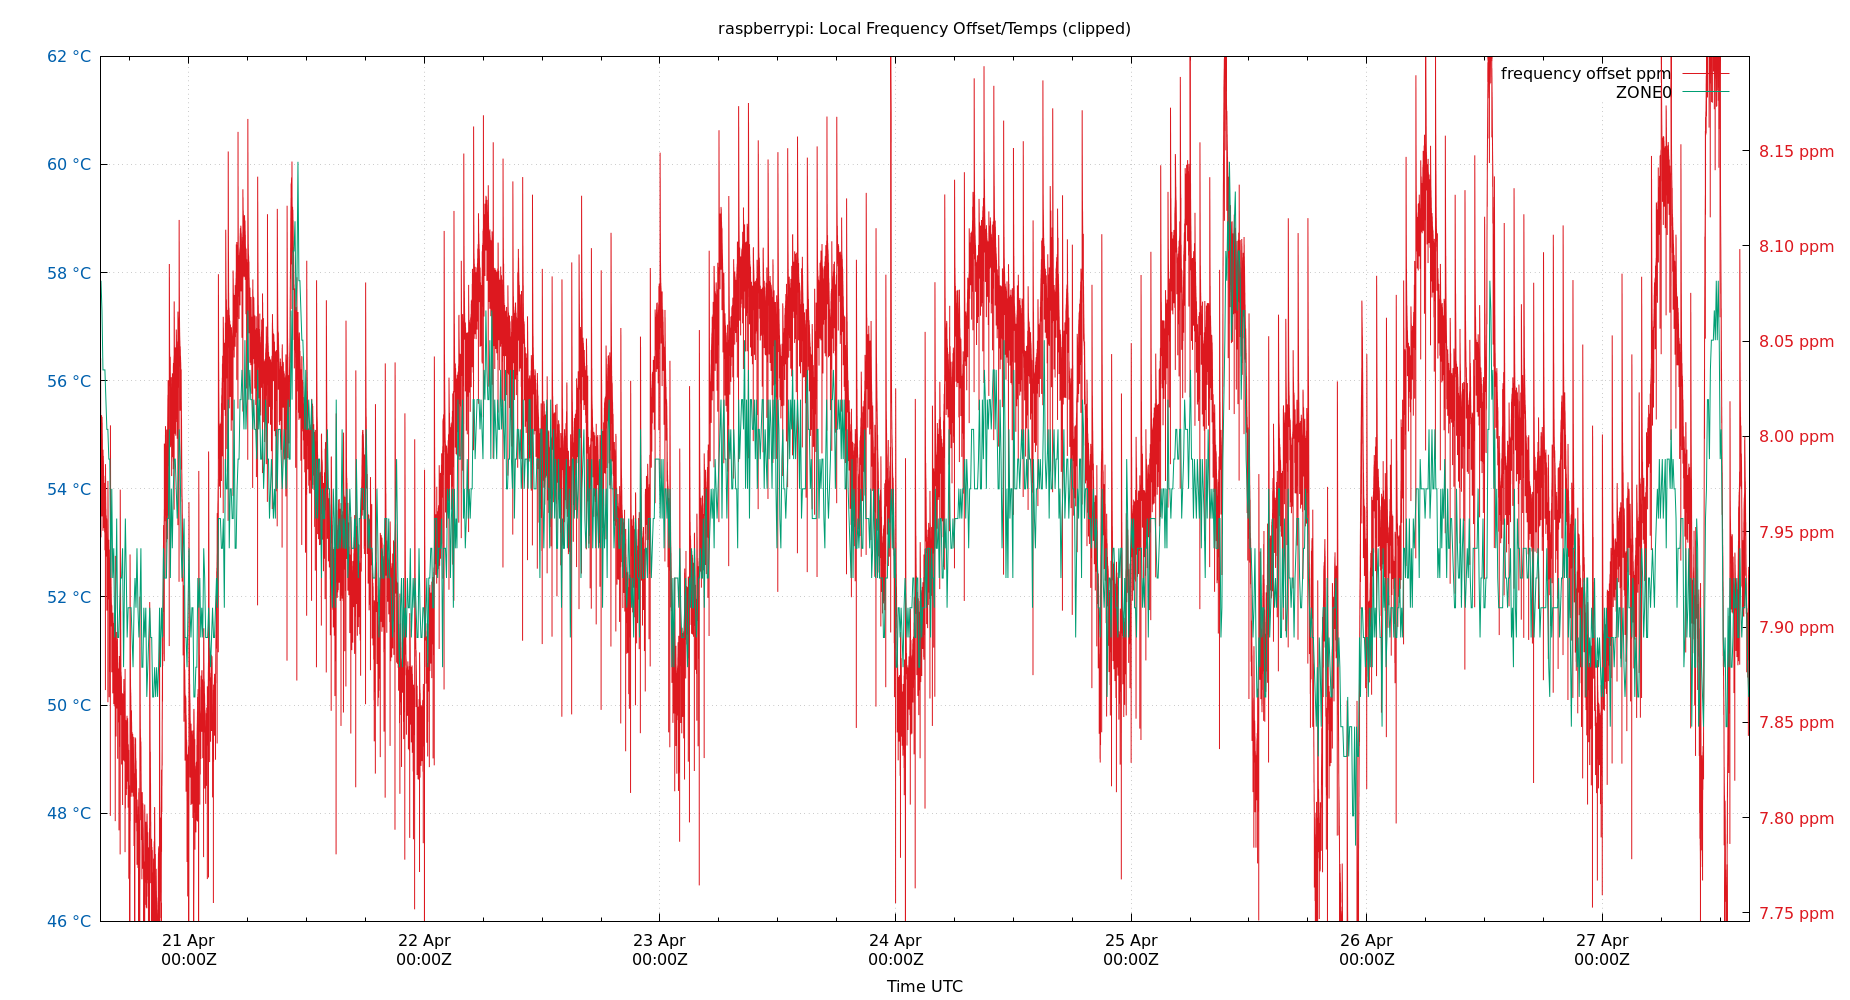 raspberrypi: Local Frequency Offset/Temps (clipped)
62 °C
60 °C
58 °C
56 °C
54 °C
52 °C
50 °C
48 °C
46 °C
frequency offset ppm
ZONE0
8.15 ppm
8.10 ppm
8.05 ppm
8.00 ppm
7.95 ppm
7.90 ppm
7.85 ppm
7.80 ppm
7.75 ppm
21 Apr 22 Apr 23 Apr 24 Apr 25 Apr 26 Apr 27 Apr
00:00Z 00:00Z 00:00Z 00:00Z 00:00Z 00:00Z 00:00Z
Time UTC